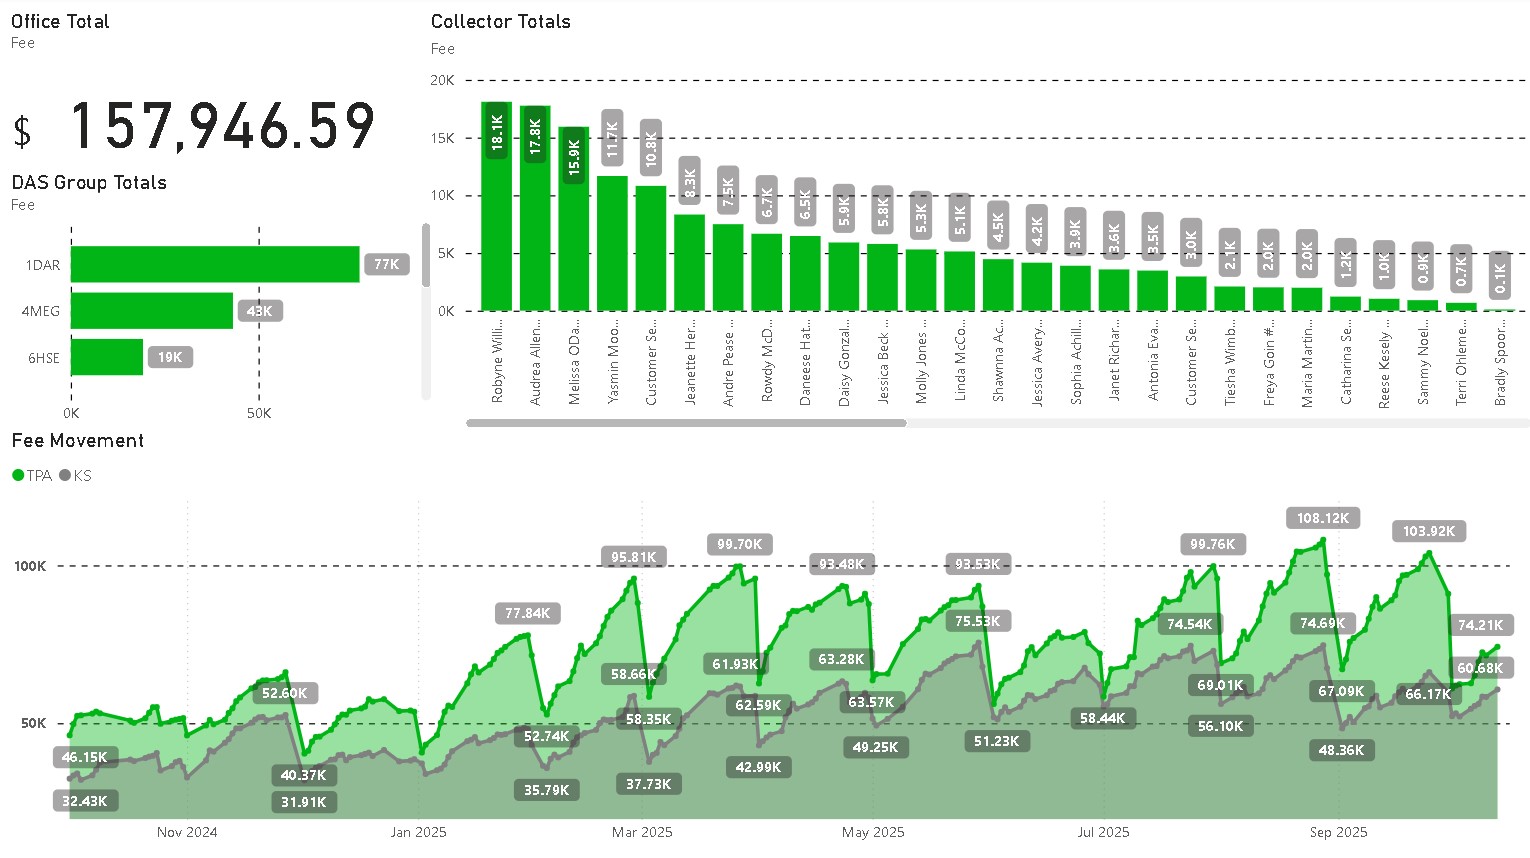 Office Total
Fee
$ 157,946.59
DAS Group Totals
Fee
1DAR 77K
4MEG 43K
6HSE 19K
0K 50K
Collector Totals
Fee
20K
15K
10K
5K
0K
18.1K 17.8K 15.9K 11.7K 10.8K 8.3K 7.5K 6.7K 6.5K 5.9K 5.8K 5.3K 5.1K 4.5K 4.2K 3.9K 3.6K 3.5K 3.0K 2.1K 2.0K 2.0K 1.2K 1.0K 0.9K 0.7K 0.1K
Robyne Willi...
Audrea Allen...
Melissa ODa...
Yasmin Moo...
Customer Se...
Jeanette Her...
Andre Pease ...
Rowdy McD...
Daneese Hat...
Daisy Gonzal...
Jessica Beck ...
Molly Jones ...
Linda McCo...
Shawnna Ac...
Jessica Avery...
Sophia Achill...
Janet Richar...
Antonia Eva...
Customer Se...
Tiesha Wimb...
Freya Goin #...
Maria Martin...
Catharina Se...
Reese Kesely ...
Sammy Noel...
Terri Ohleme...
Bradly Spoor...
Fee Movement
TPA KS
100K
50K
46.15K
32.43K
52.60K
40.37K
31.91K
77.84K
52.74K
35.79K
95.81K
58.66K
58.35K
37.73K
99.70K
61.93K
62.59K
42.99K
93.48K
63.28K
63.57K
49.25K
93.53K
75.53K
51.23K
58.44K
99.76K
74.54K
69.01K
56.10K
108.12K
74.69K
67.09K
48.36K
103.92K
66.17K
74.21K
60.68K
Nov 2024 Jan 2025 Mar 2025 May 2025 Jul 2025 Sep 2025